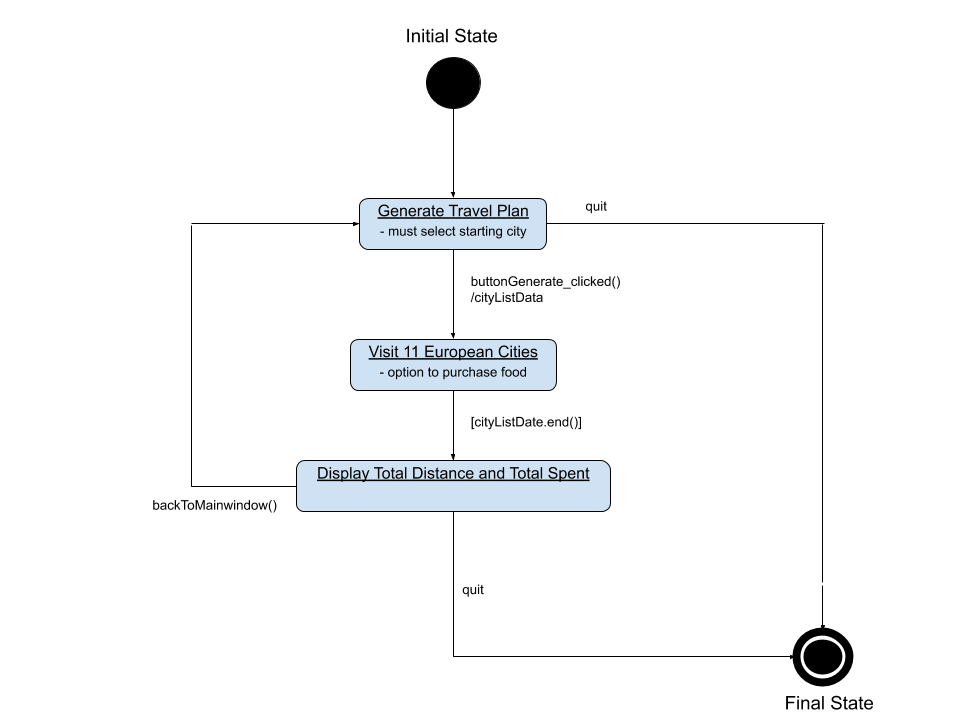 Initial State
Generate Travel Plan
- must select starting city
quit
buttonGenerate_clicked()
/cityListData
Visit 11 European Cities
- option to purchase food
[cityListDate.end()]
Display Total Distance and Total Spent
backToMainwindow()
quit
Final State